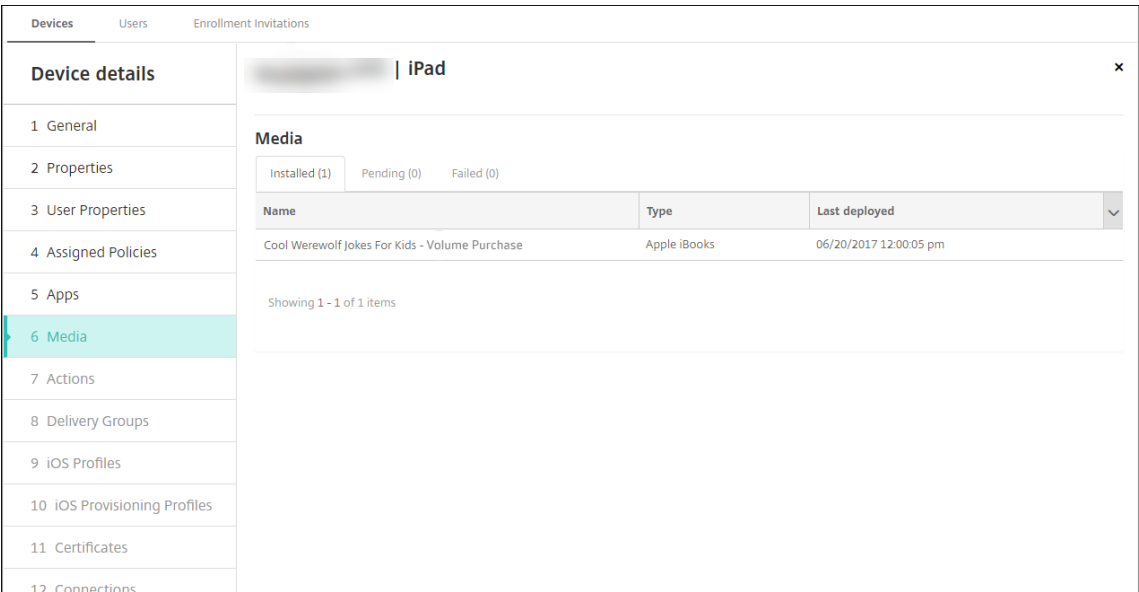 Devices Users Enrollment Invitations
Device details
1 General
2 Properties
3 User Properties
4 Assigned Policies
5 Apps
6 Media
7 Actions
8 Delivery Groups
9 iOS Profiles
10 iOS Provisioning Profiles
11 Certificates
12 Connections
| iPad
×
Media
Installed (1) Pending (0) Failed (0)
Name Type Last deployed
Cool Werewolf Jokes For Kids - Volume Purchase Apple iBooks 06/20/2017 12:00:05 pm
Showing 1 - 1 of 1 items